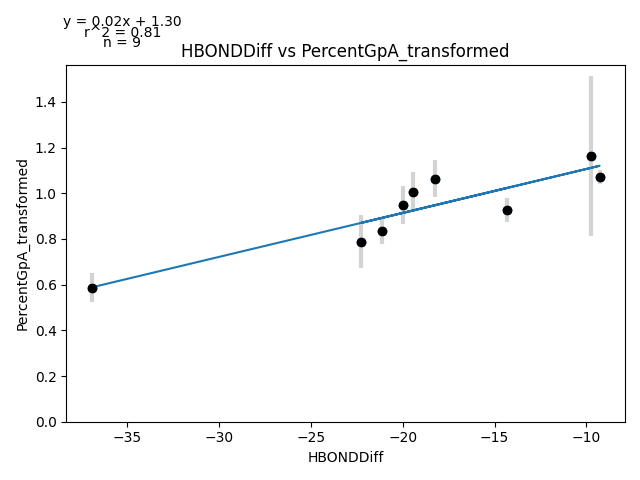 y = 0.02x + 1.30
r^2 = 0.81
n = 9
HBONDDiff vs PercentGpA_transformed
PercentGpA_transformed
1.4
1.2
1.0
0.8
0.6
0.4
0.2
0.0
−35 −30 −25 −20 −15 −10
HBONDDiff